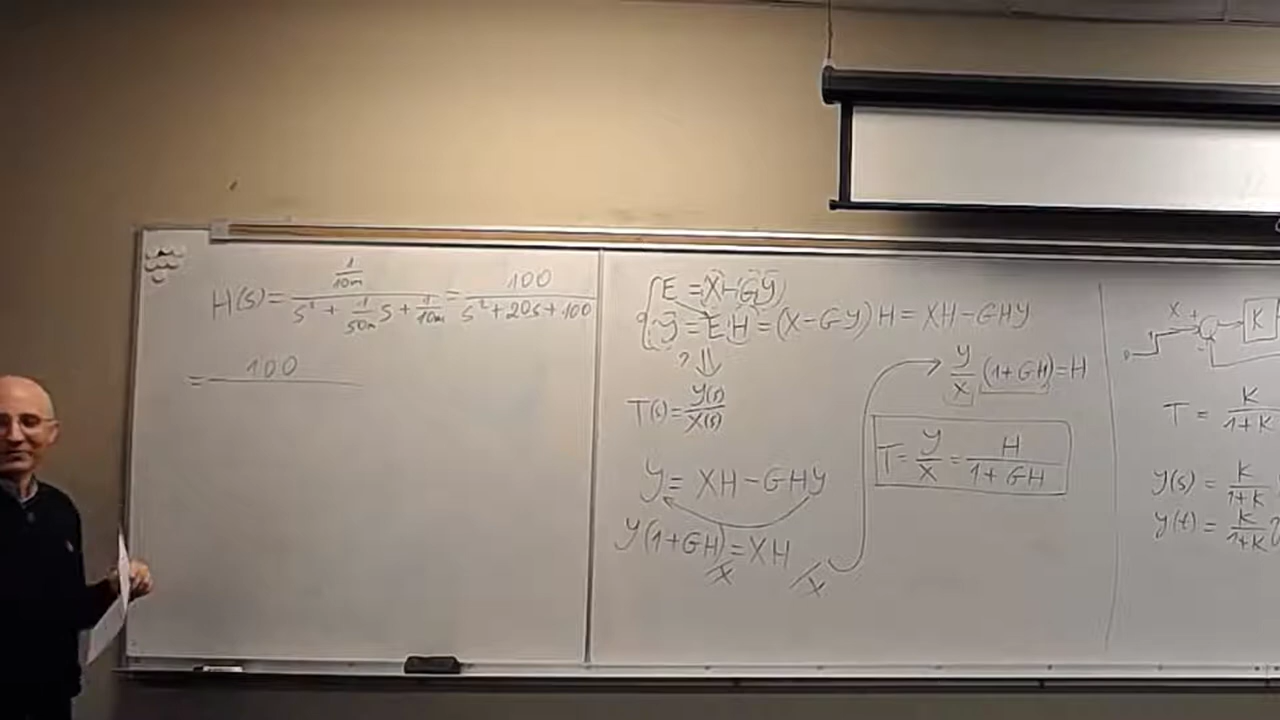 H(s) = (1/10m)/(s² + (1/50m)s + 1/10m) = 100/(s² + 20s + 100)
= 100
E = X - GY
Y = EH = (X - GY)H = XH - GHY
? ⇓
T(s) = Y(s)/X(s)
Y = XH - GHY
Y(1+GH) = XH
/X /X
Y/X (1+GH) = H
T = Y/X = H/(1 + GH)
X + K
T = K/(1+K)
Y(s) = K/(1+K)
y(t) = K/(1+K)